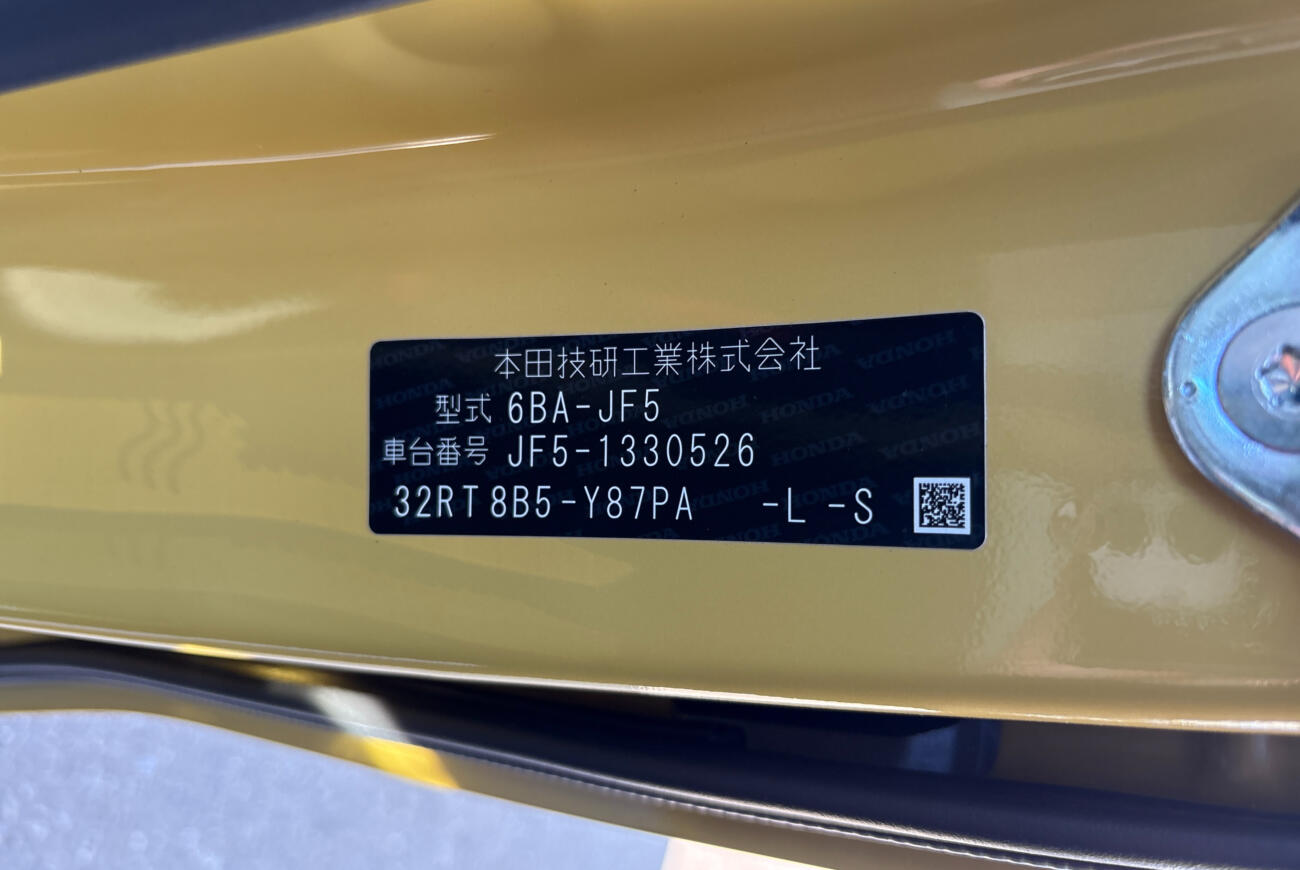 本田技研工業株式会社
型式 6BA-JF5
車台番号 JF5-1330526
32RT8B5-Y87PA -L -S